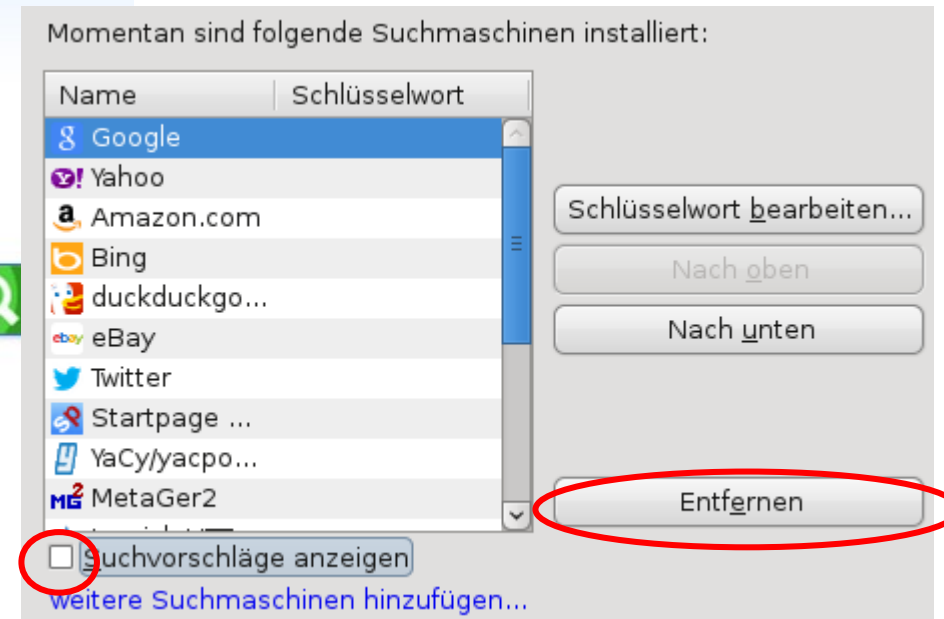 Momentan sind folgende Suchmaschinen installiert:
Name Schlüsselwort
Google
Yahoo
Amazon.com
Bing
duckduckgo...
eBay
Twitter
Startpage ...
YaCy/yacpo...
MetaGer2
Schlüsselwort bearbeiten...
Nach oben
Nach unten
Entfernen
Suchvorschläge anzeigen
weitere Suchmaschinen hinzufügen...